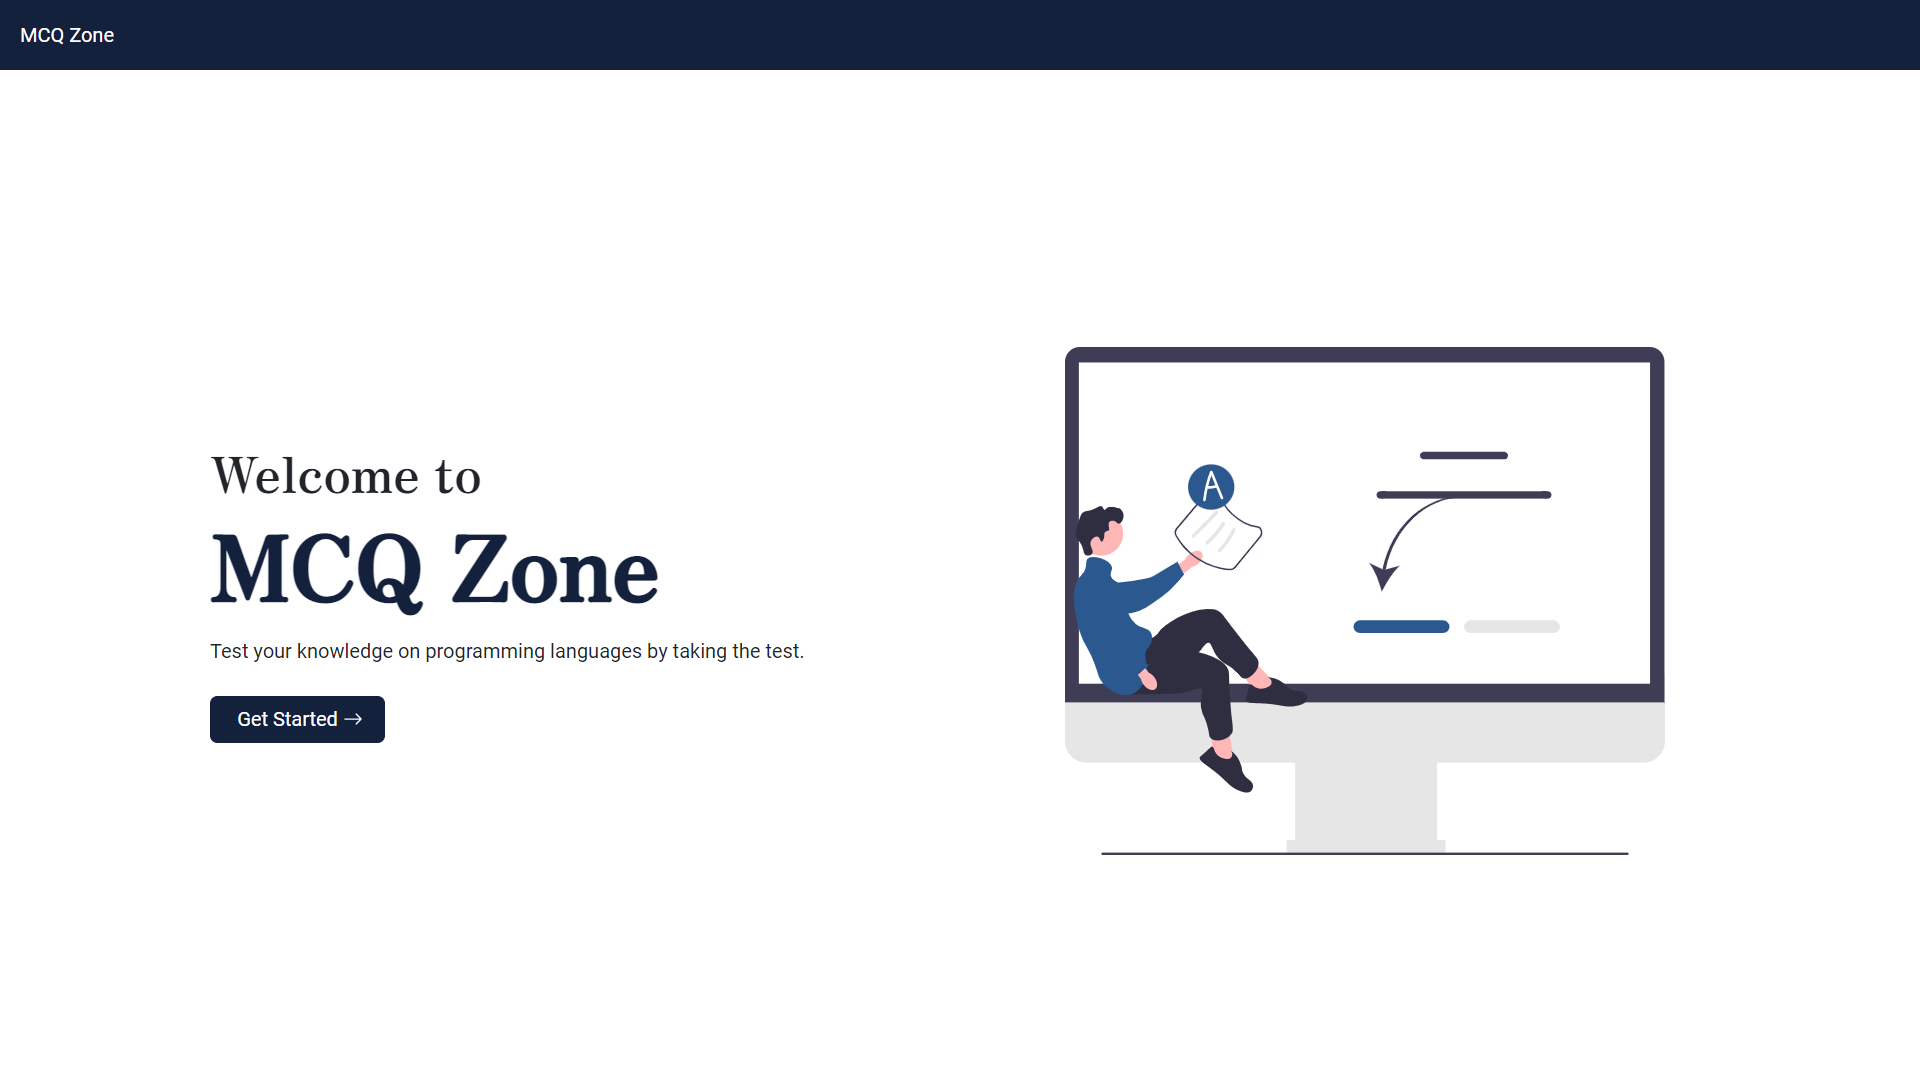 MCQ Zone
Welcome to
MCQ Zone
Test your knowledge on programming languages by taking the test.
Get Started →
A